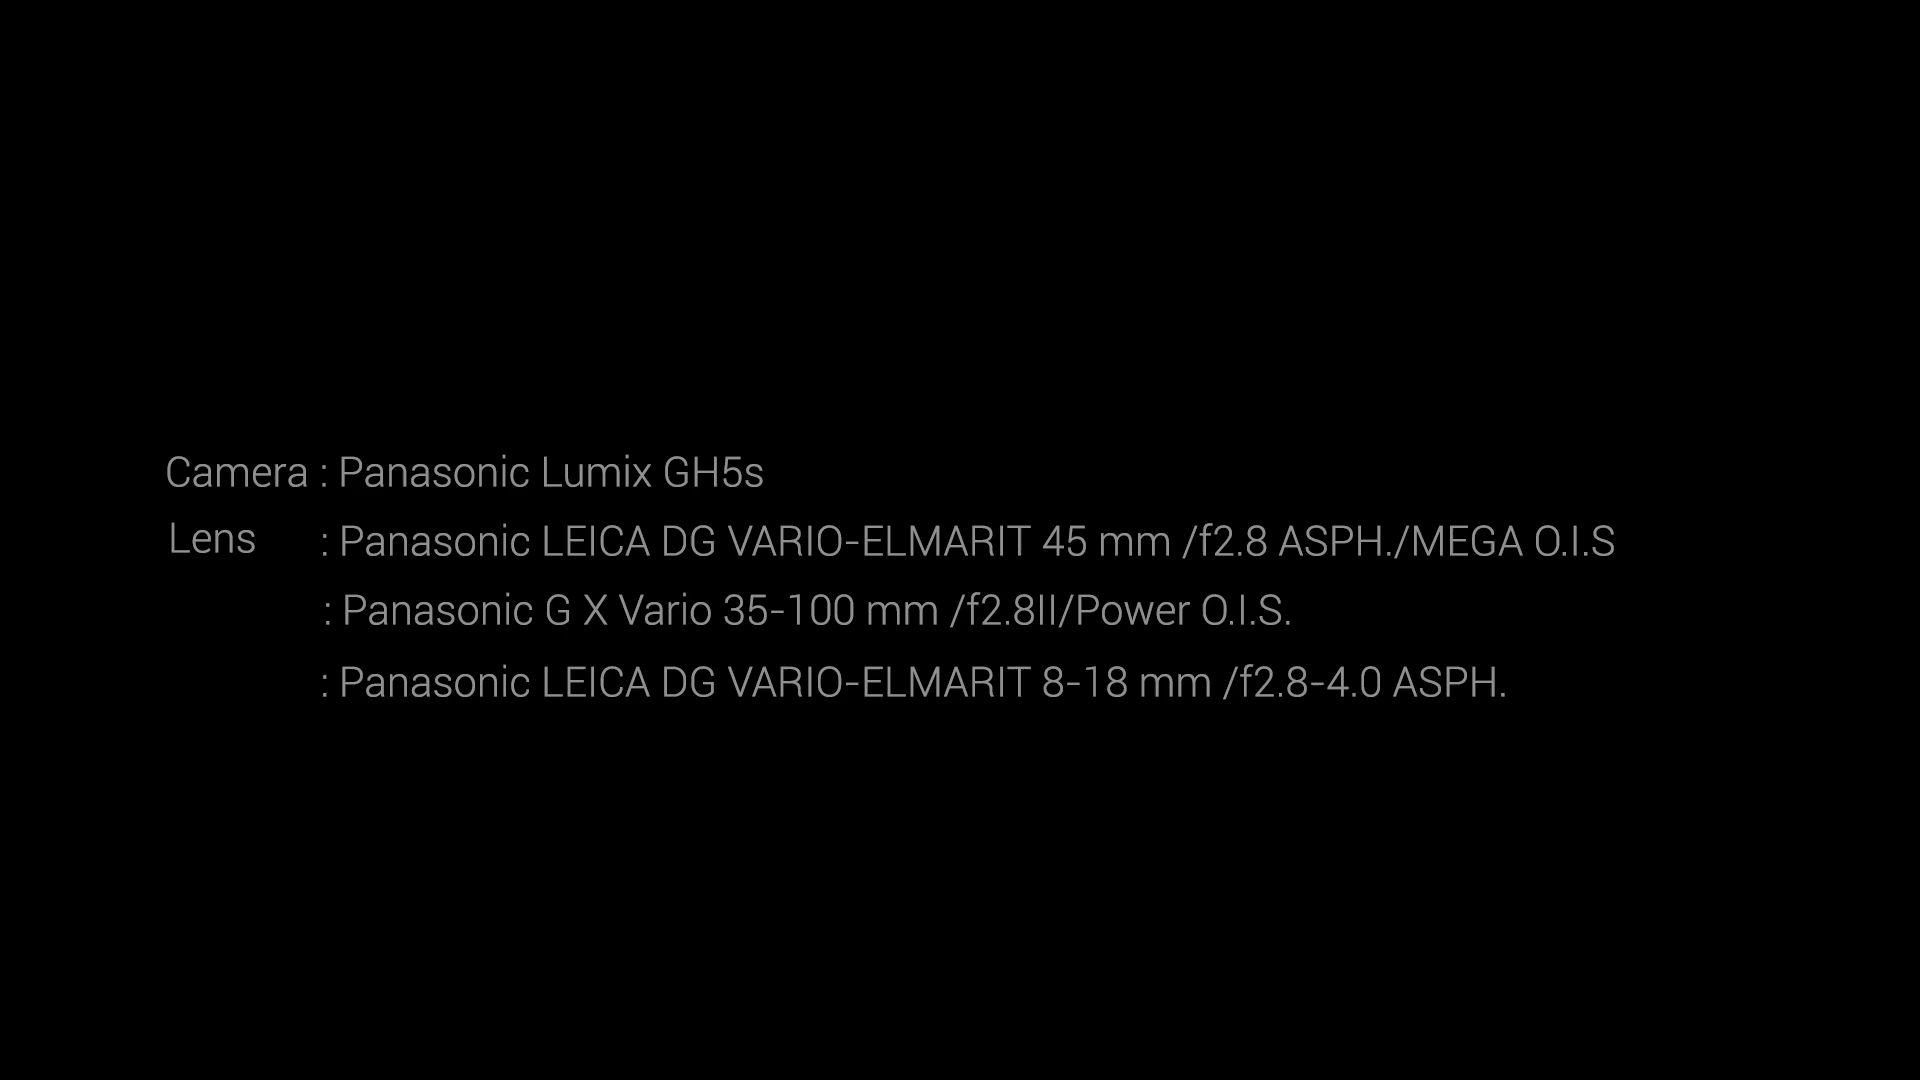 Camera : Panasonic Lumix GH5s
Lens : Panasonic LEICA DG VARIO-ELMARIT 45 mm /f2.8 ASPH./MEGA O.I.S
: Panasonic G X Vario 35-100 mm /f2.8II/Power O.I.S.
: Panasonic LEICA DG VARIO-ELMARIT 8-18 mm /f2.8-4.0 ASPH.